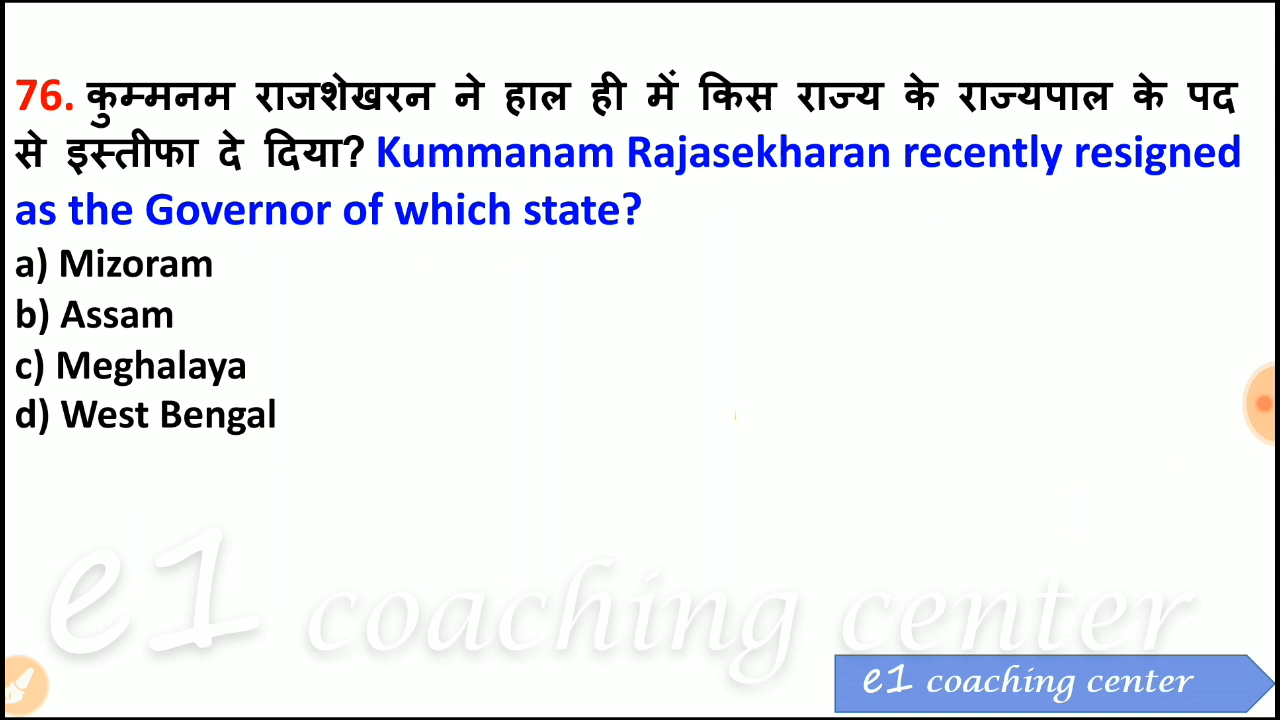 76. कुम्मनम राजशेखरन ने हाल ही में किस राज्य के राज्यपाल के पद
से इस्तीफा दे दिया? Kummanam Rajasekharan recently resigned
as the Governor of which state?
a) Mizoram
b) Assam
c) Meghalaya
d) West Bengal
e1 coaching center
e1 coaching center